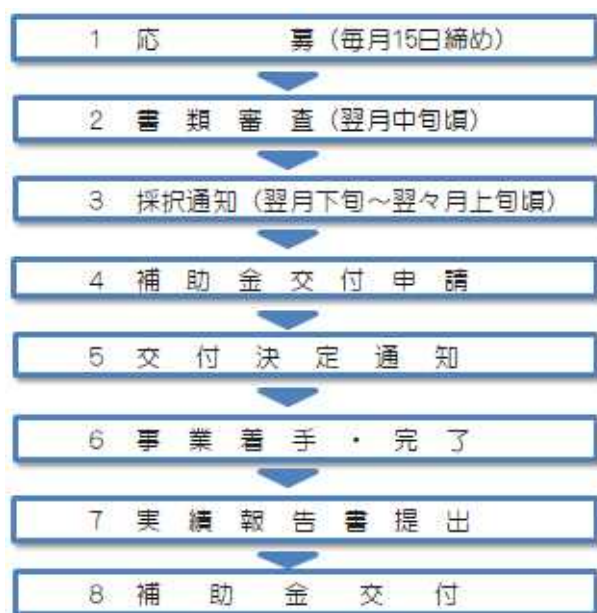 1 応募（毎月15日締め）
2 書類審査（翌月中旬頃）
3 採択通知（翌月下旬～翌々月上旬頃）
4 補助金交付申請
5 交付決定通知
6 事業着手・完了
7 実績報告書提出
8 補助金交付